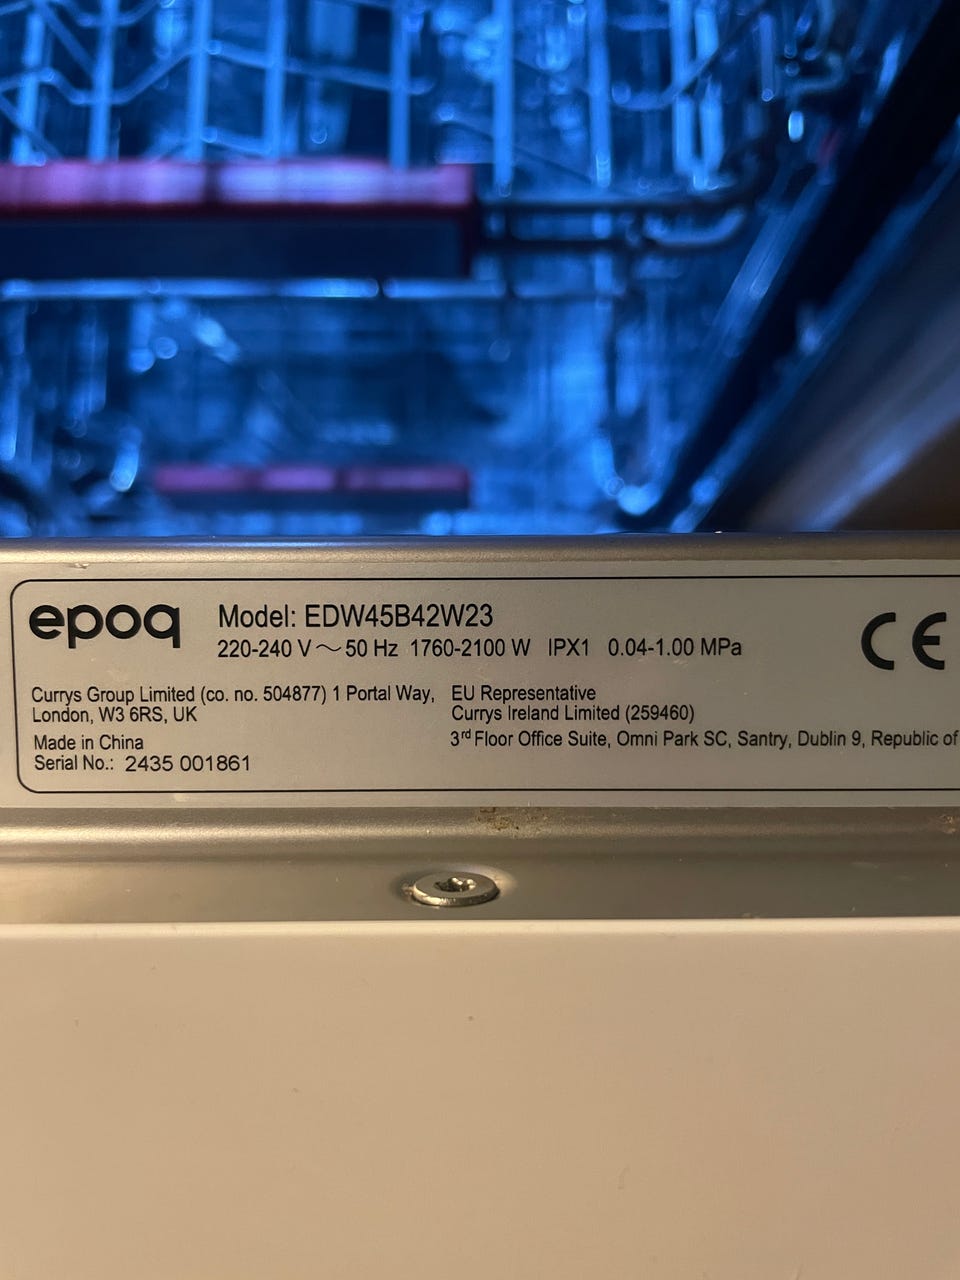 epoq
Model: EDW45B42W23
220-240 V ～ 50 Hz 1760-2100 W IPX1 0.04-1.00 MPa
CE
Currys Group Limited (co. no. 504877) 1 Portal Way,
London, W3 6RS, UK
Made in China
Serial No.: 2435 001861
EU Representative
Currys Ireland Limited (259460)
3rd Floor Office Suite, Omni Park SC, Santry, Dublin 9, Republic of